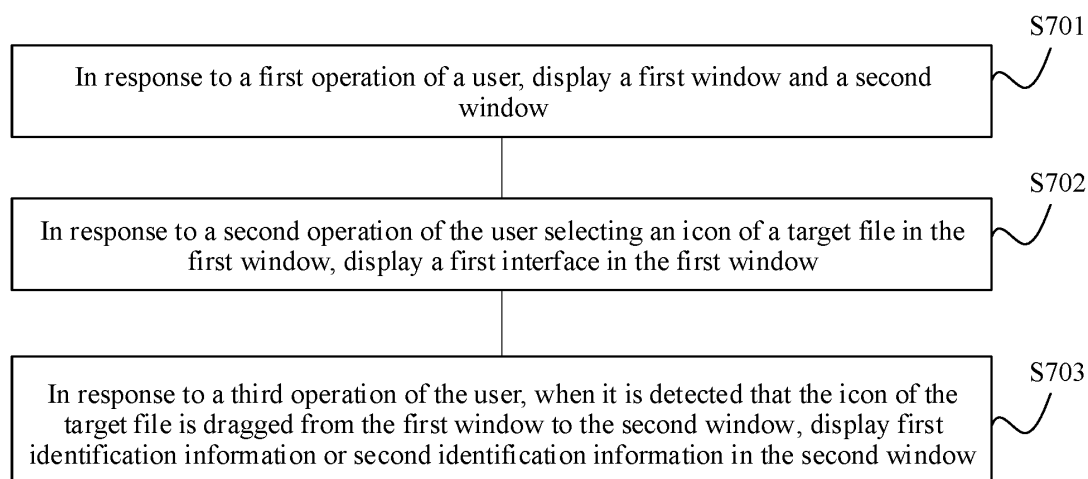 S701
In response to a first operation of a user, display a first window and a second
window
S702
In response to a second operation of the user selecting an icon of a target file in the
first window, display a first interface in the first window
S703
In response to a third operation of the user, when it is detected that the icon of the
target file is dragged from the first window to the second window, display first
identification information or second identification information in the second window